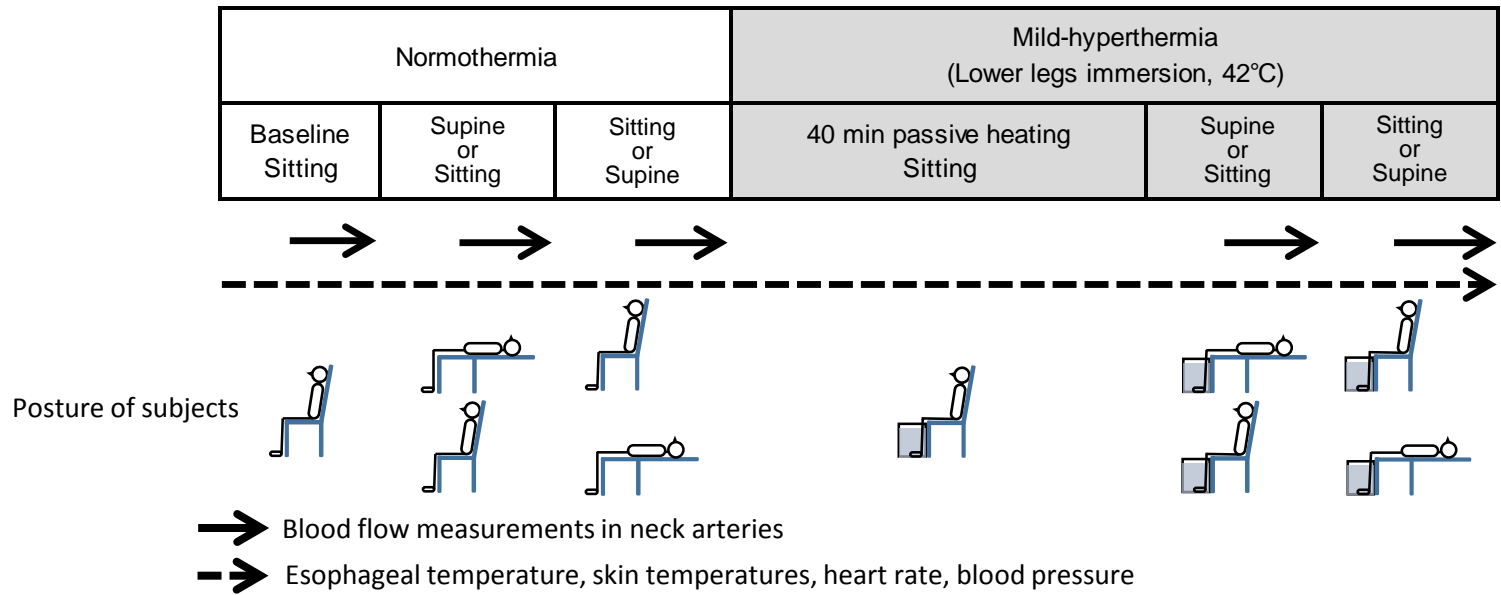 Normothermia
Mild-hyperthermia
(Lower legs immersion, 42℃)
Baseline
Sitting
Supine
or
Sitting
Sitting
or
Supine
40 min passive heating
Sitting
Supine
or
Sitting
Sitting
or
Supine
Posture of subjects
Blood flow measurements in neck arteries
Esophageal temperature, skin temperatures, heart rate, blood pressure